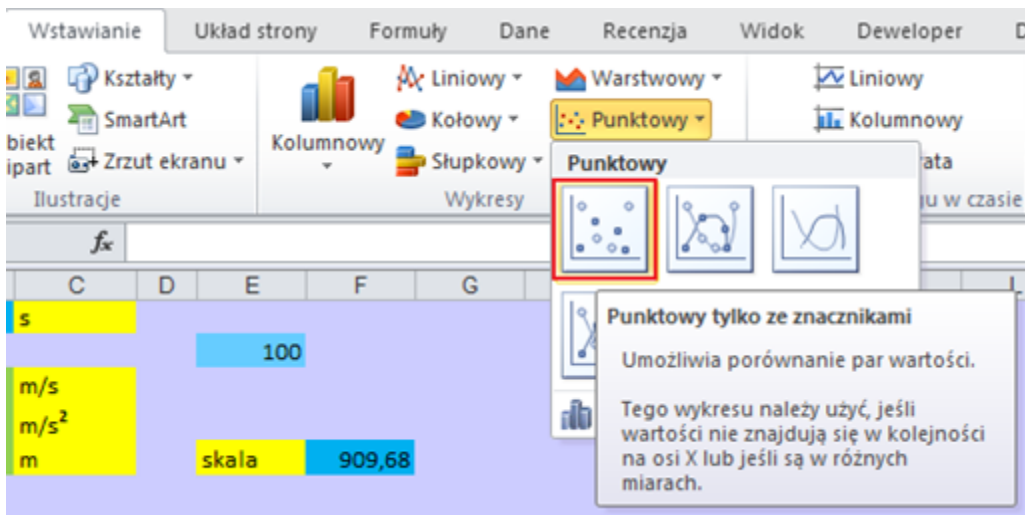 Wstawianie Układ strony Formuły Dane Recenzja Widok Deweloper
Kształty Liniowy Warstwowy Liniowy
SmartArt Kołowy Punktowy Kolumnowy
Kolumnowy
Zrzut ekranu Słupkowy
Ilustracje Wykresy
Punktowy
fx
C D E F G L
s
100
m/s
m/s²
m skala 909,68
Punktowy tylko ze znacznikami
Umożliwia porównanie par wartości.
Tego wykresu należy użyć, jeśli
wartości nie znajdują się w kolejności
na osi X lub jeśli są w różnych
miarach.